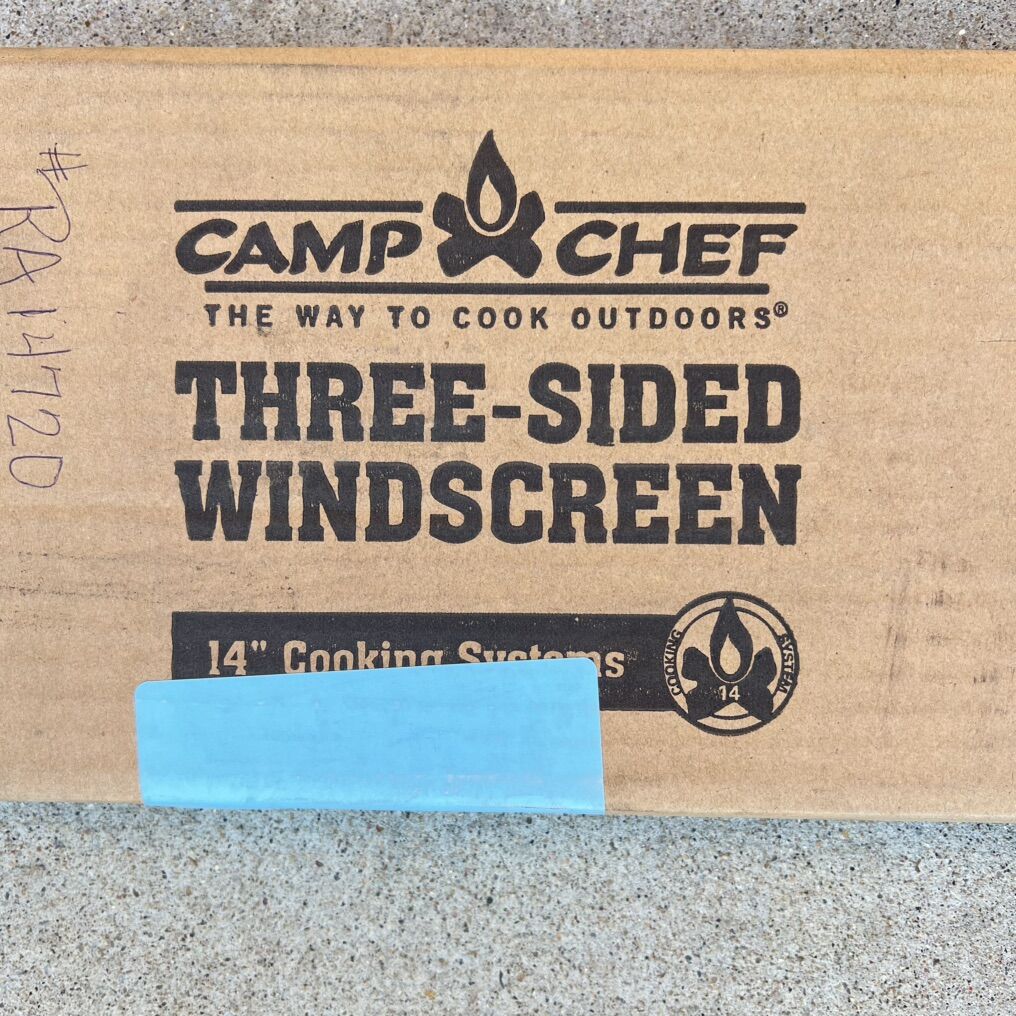 #RA14720
CAMP CHEF
THE WAY TO COOK OUTDOORS®
THREE-SIDED
WINDSCREEN
14" Cooking Systems
COOKING SYSTEM
14